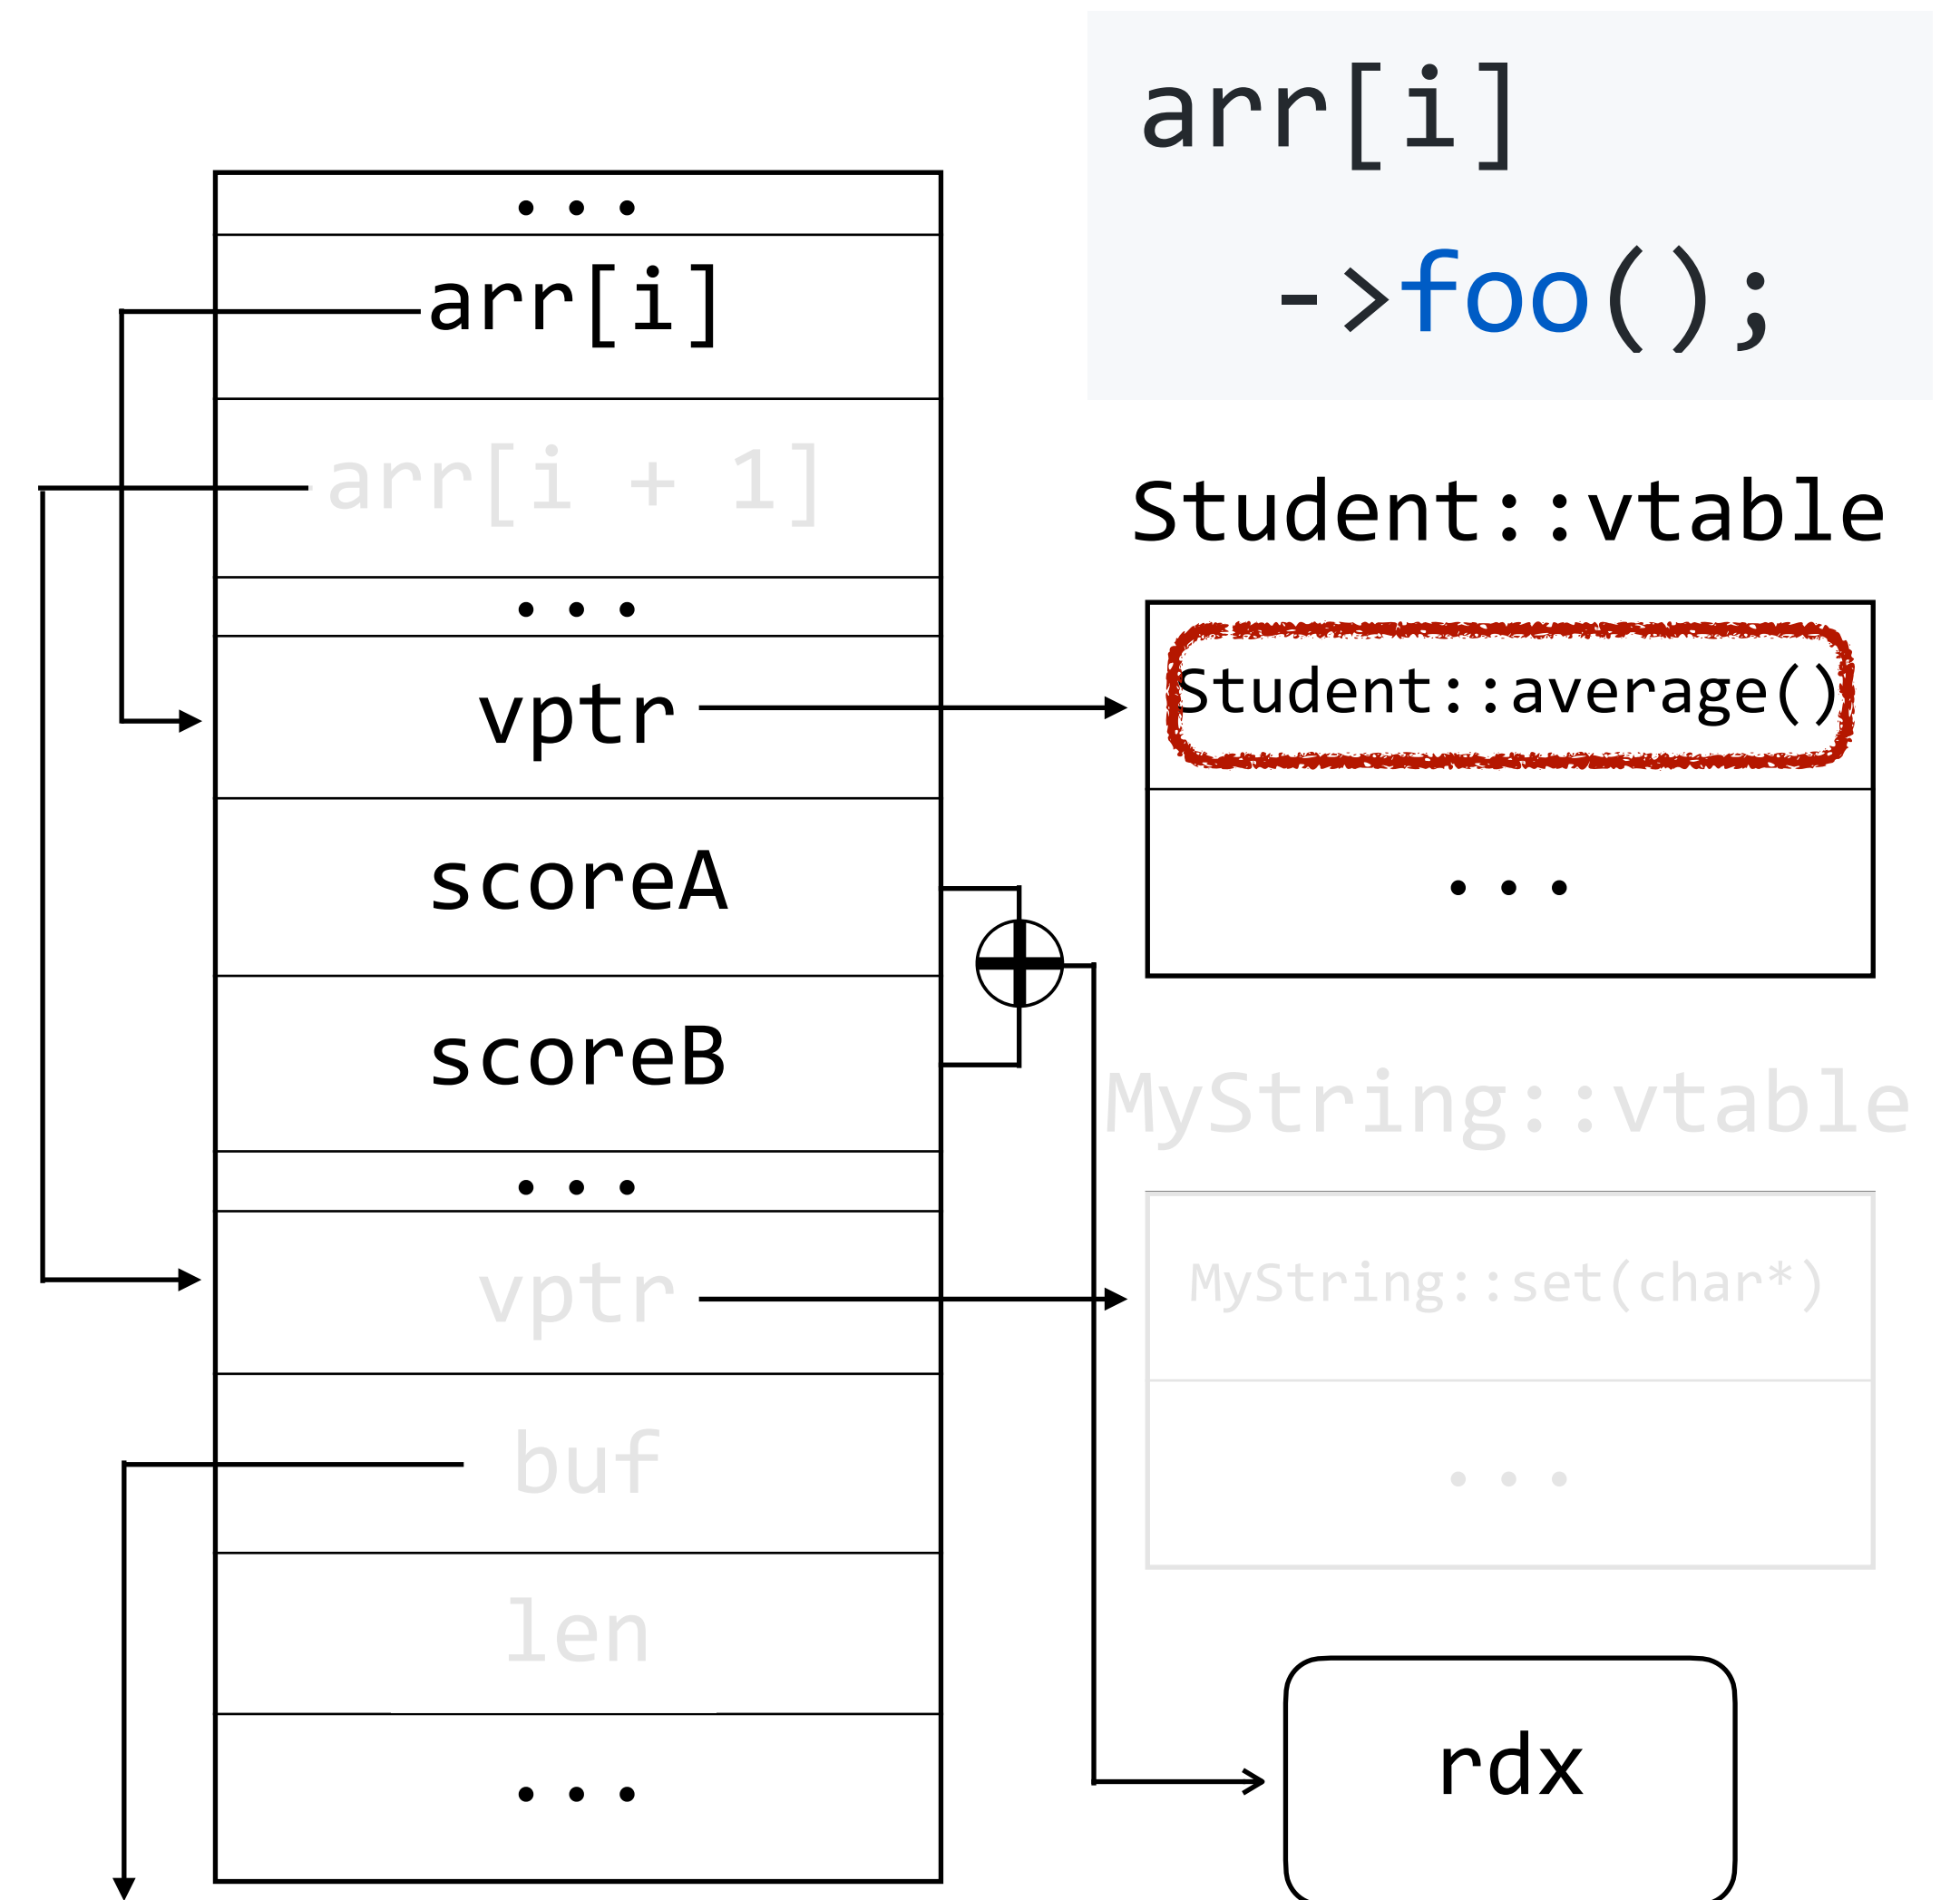 arr[i]
->foo();
...
arr[i]
arr[i + 1]
...
vptr
scoreA
scoreB
...
vptr
buf
len
...
Student::vtable
Student::average()
...
MyString::vtable
MyString::set(char*)
...
rdx